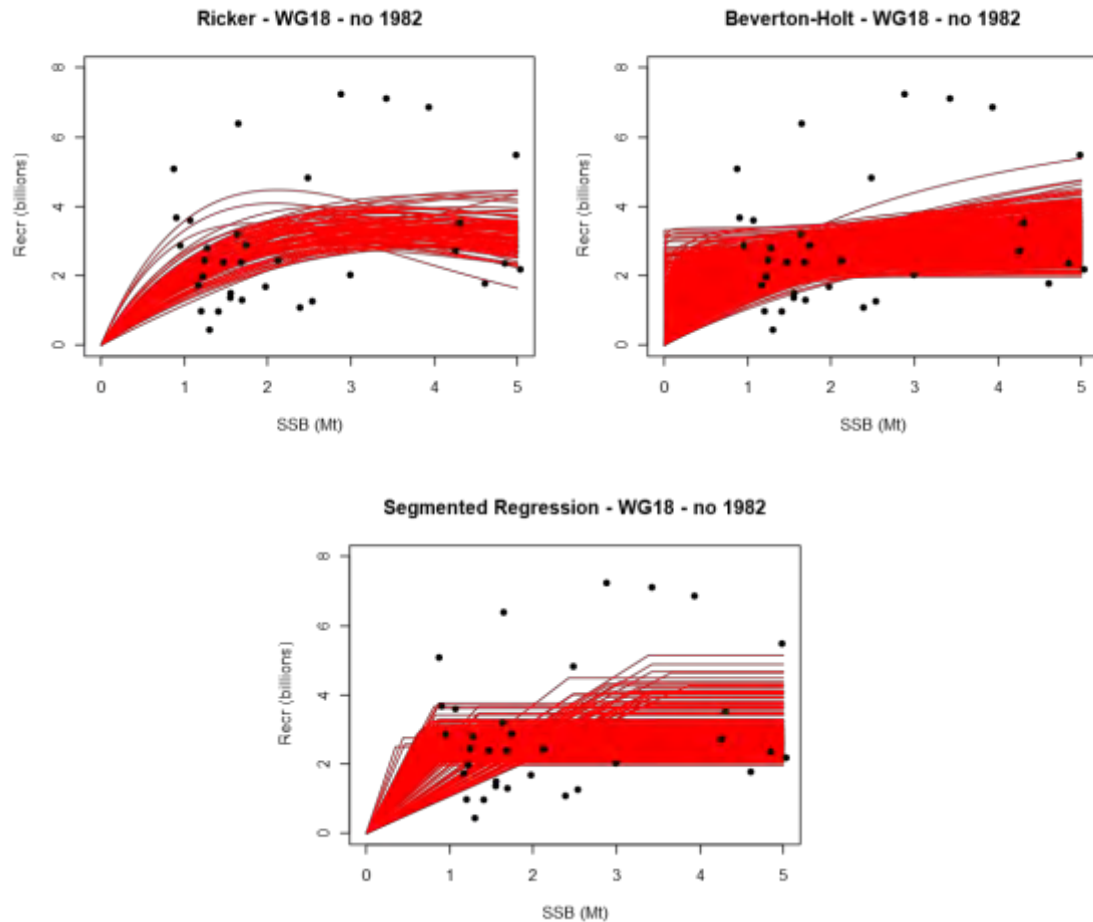 Ricker - WG18 - no 1982
Recr (billions)
8
6
4
2
0
0 1 2 3 4 5
SSB (Mt)
Beverton-Holt - WG18 - no 1982
Recr (billions)
8
6
4
2
0
0 1 2 3 4 5
SSB (Mt)
Segmented Regression - WG18 - no 1982
Recr (billions)
8
6
4
2
0
0 1 2 3 4 5
SSB (Mt)